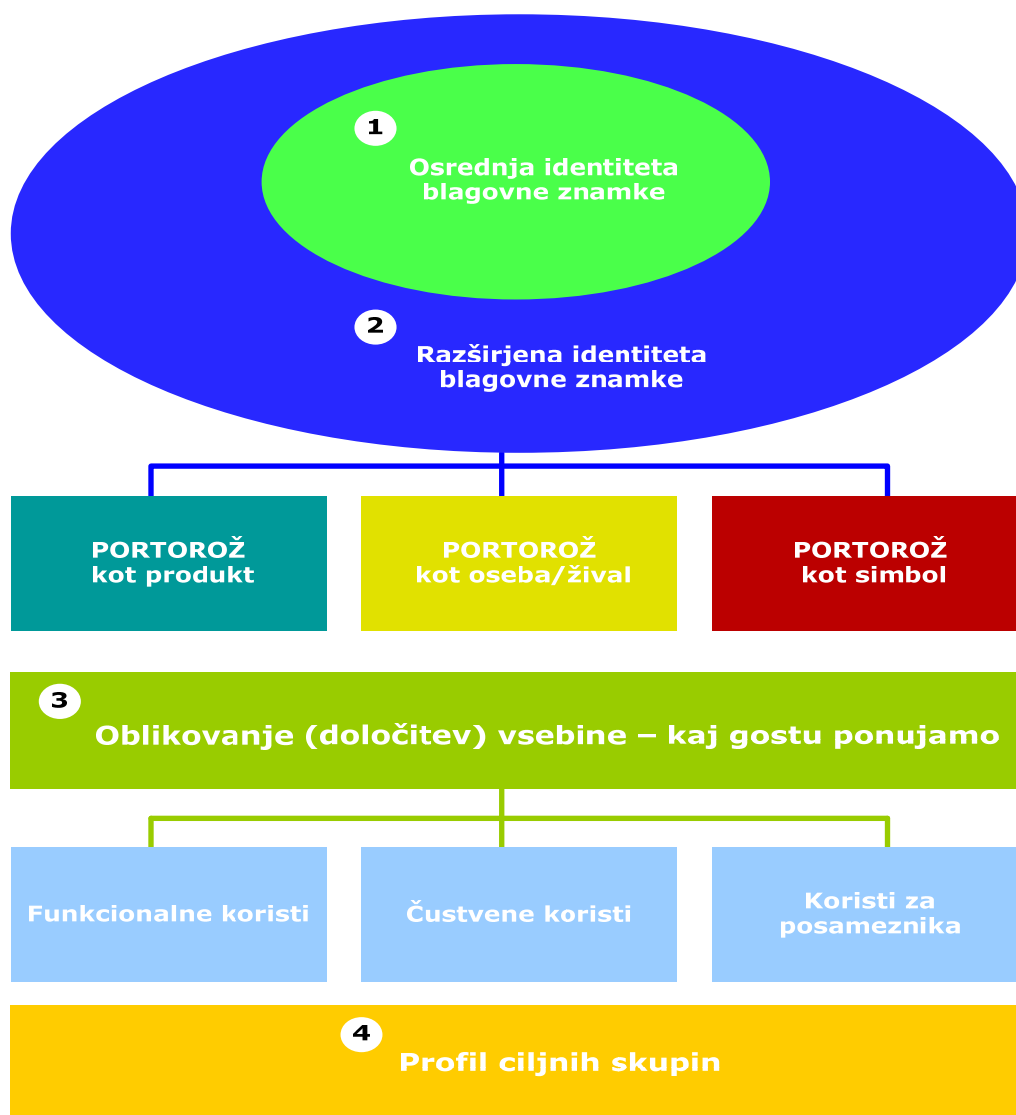 1
Osrednja identiteta
blagovne znamke
2
Razširjena identiteta
blagovne znamke
PORTOROŽ
kot produkt
PORTOROŽ
kot oseba/žival
PORTOROŽ
kot simbol
3
Oblikovanje (določitev) vsebine – kaj gostu ponujamo
Funkcionalne koristi
Čustvene koristi
Koristi za
posameznika
4
Profil ciljnih skupin